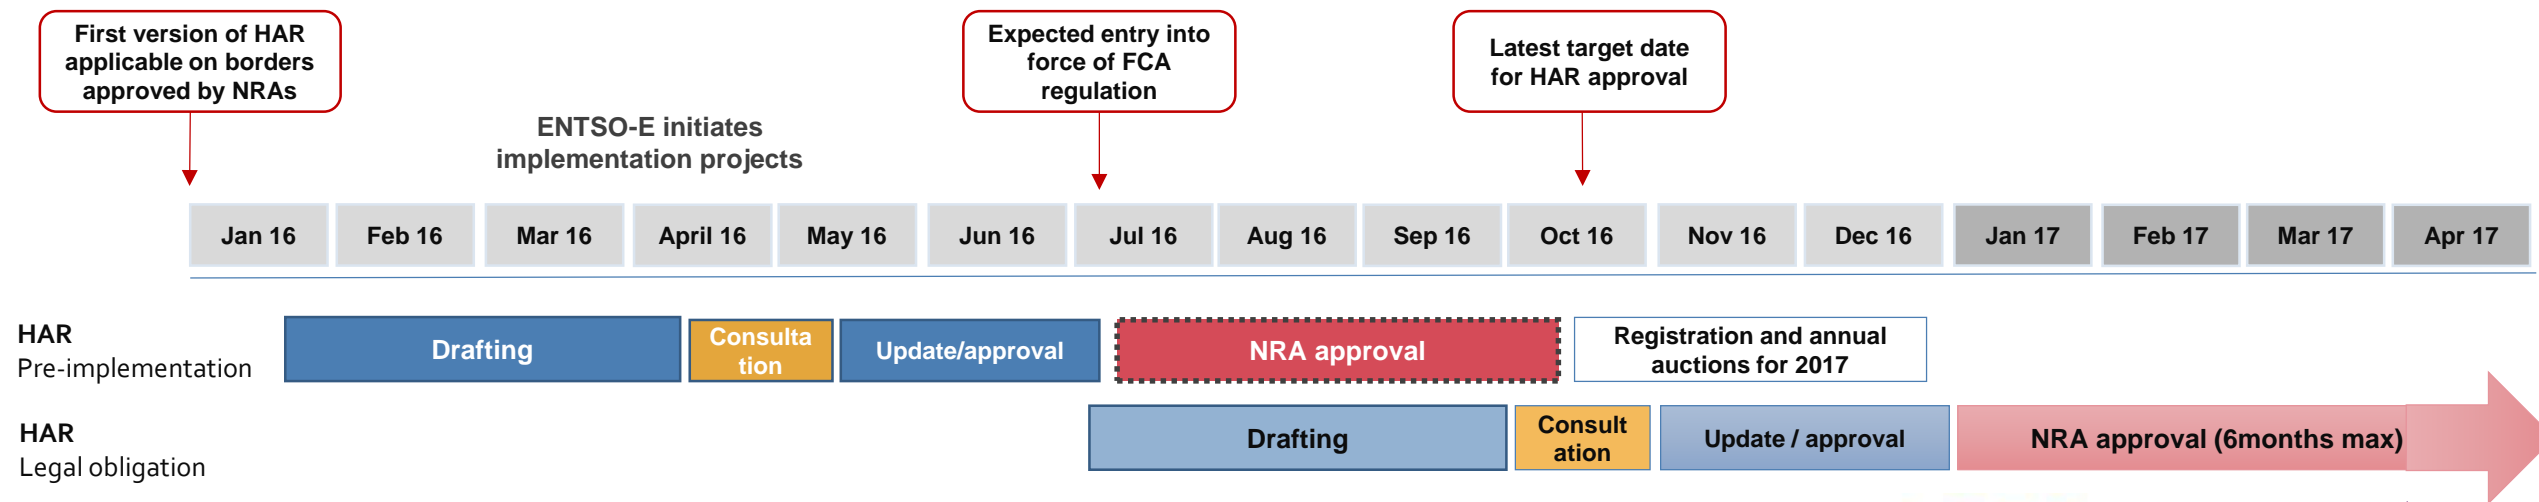 First version of HAR
applicable on borders
approved by NRAs
Expected entry into
force of FCA
regulation
Latest target date
for HAR approval
ENTSO-E initiates
implementation projects
Jan 16
Feb 16
Mar 16
April 16
May 16
Jun 16
Jul 16
Aug 16
Sep 16
Oct 16
Nov 16
Dec 16
Jan 17
Feb 17
Mar 17
Apr 17
HAR
Pre-implementation
Drafting
Consulta
tion
Update/approval
NRA approval
Registration and annual
auctions for 2017
HAR
Legal obligation
Drafting
Consult
ation
Update / approval
NRA approval (6months max)